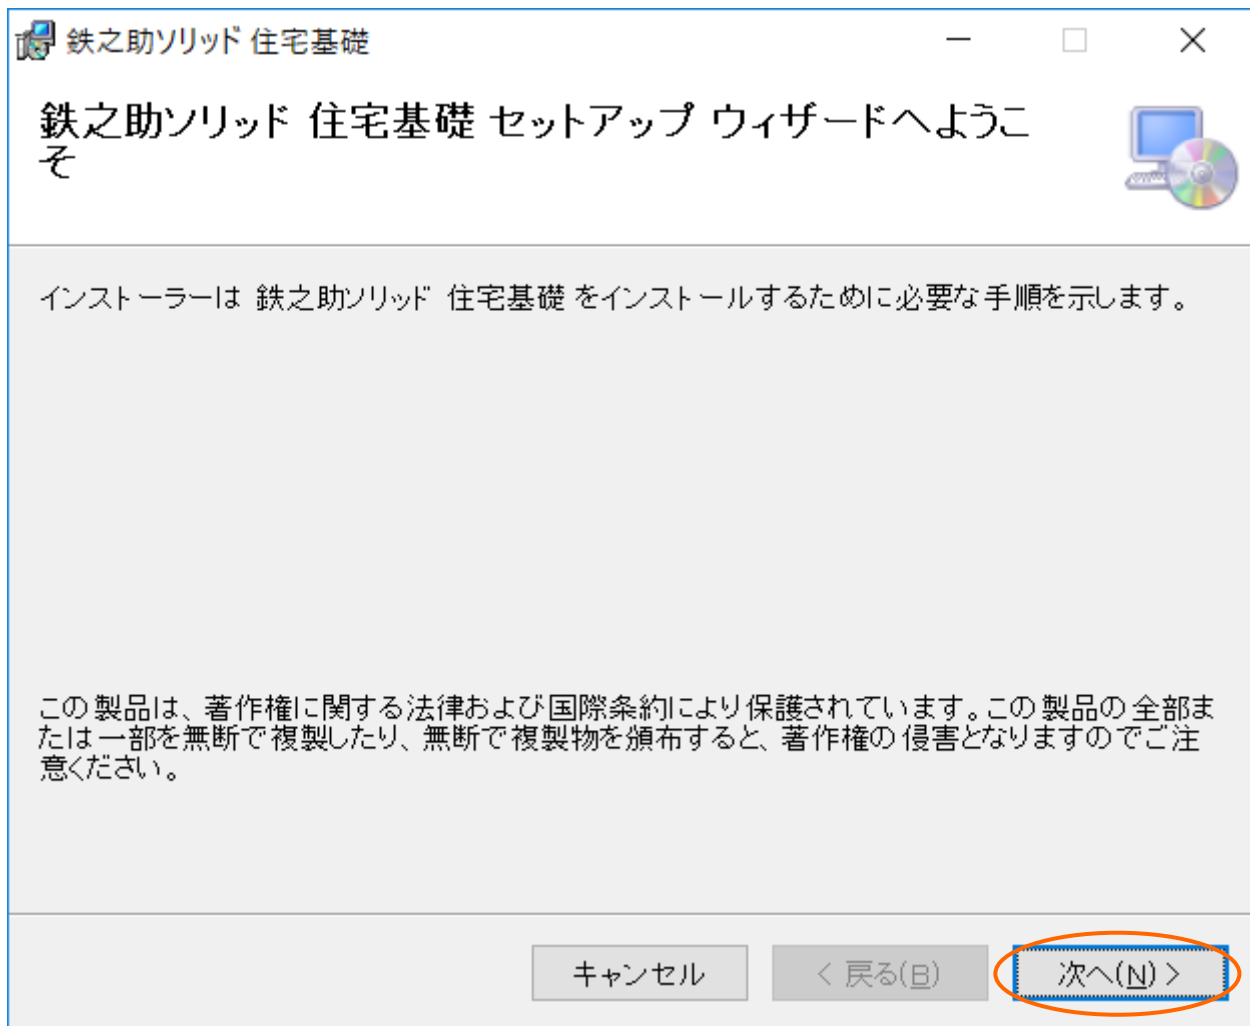 鉄之助ソリッド 住宅基礎
鉄之助ソリッド 住宅基礎 セットアップ ウィザードへようこ
そ
インストーラーは 鉄之助ソリッド 住宅基礎 をインストールするために必要な手順を示します。
この製品は、著作権に関する法律および国際条約により保護されています。この製品の全部ま
たは一部を無断で複製したり、無断で複製物を頒布すると、著作権の侵害となりますのでご注
意ください。
キャンセル
< 戻る(B)
次へ(N) >